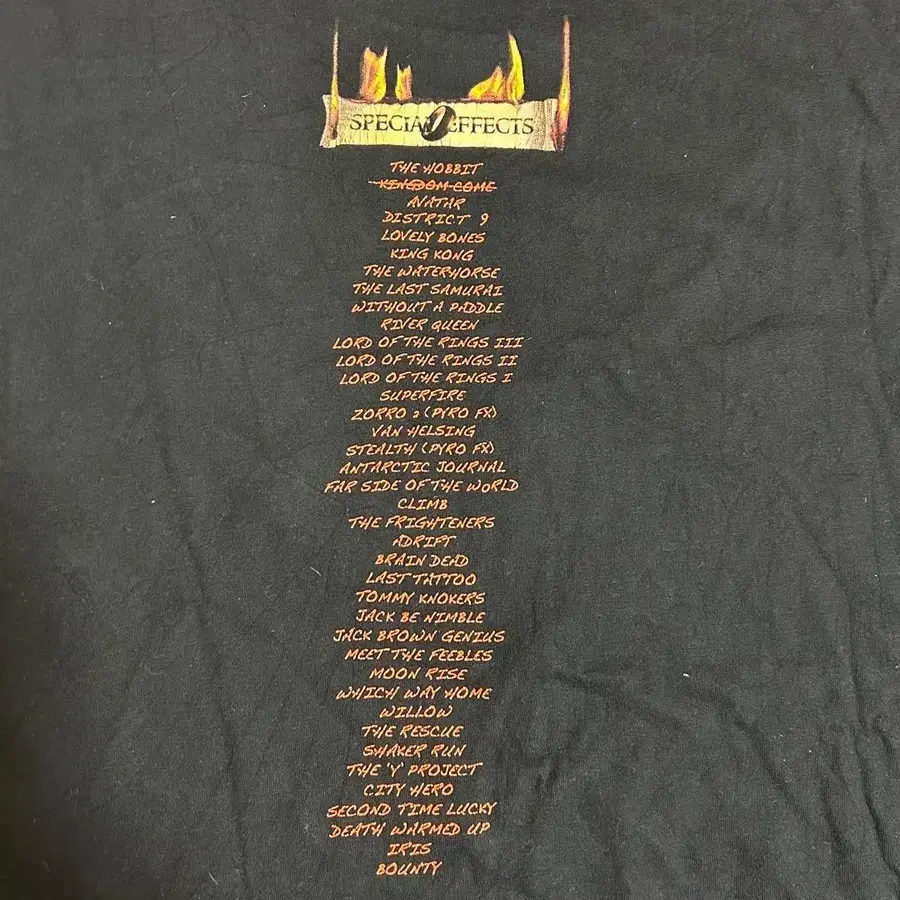 SPECIAL EFFECTS
THE HOBBIT
KINGDOM COME
AVATAR
DISTRICT 9
LOVELY BONES
KING KONG
THE WATERHORSE
THE LAST SAMURAI
WITHOUT A PADDLE
RIVER QUEEN
LORD OF THE RINGS III
LORD OF THE RINGS II
LORD OF THE RINGS I
SUPERFIRE
ZORRO 2 (PYRO FX)
VAN HELSING
STEALTH (PYRO FX)
ANTARCTIC JOURNAL
FAR SIDE OF THE WORLD
CLIMB
THE FRIGHTENERS
ADRIFT
BRAIN DEAD
LAST TATTOO
TOMMY KNOKERS
JACK BE NIMBLE
JACK BROWN GENIUS
MEET THE FEEBLES
MOON RISE
WHICH WAY HOME
WILLOW
THE RESCUE
SHAKER RUN
THE 'Y' PROJECT
CITY HERO
SECOND TIME LUCKY
DEATH WARMED UP
IRIS
BOUNTY